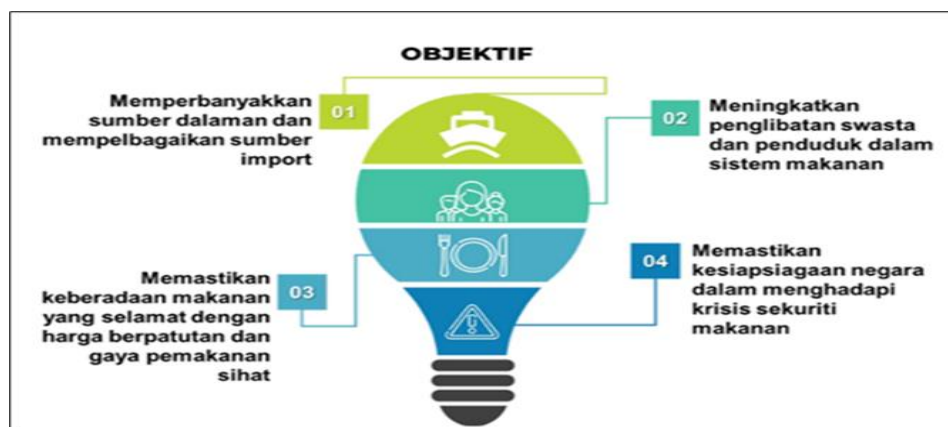 OBJEKTIF
01
Memperbanyakkan
sumber dalaman dan
mempelbagaikan sumber
import
02
Meningkatkan
penglibatan swasta
dan penduduk dalam
sistem makanan
03
Memastikan
keberadaan makanan
yang selamat dengan
harga berpatutan dan
gaya pemakanan
sihat
04
Memastikan
kesiapsiagaan negara
dalam menghadapi
krisis sekuriti
makanan